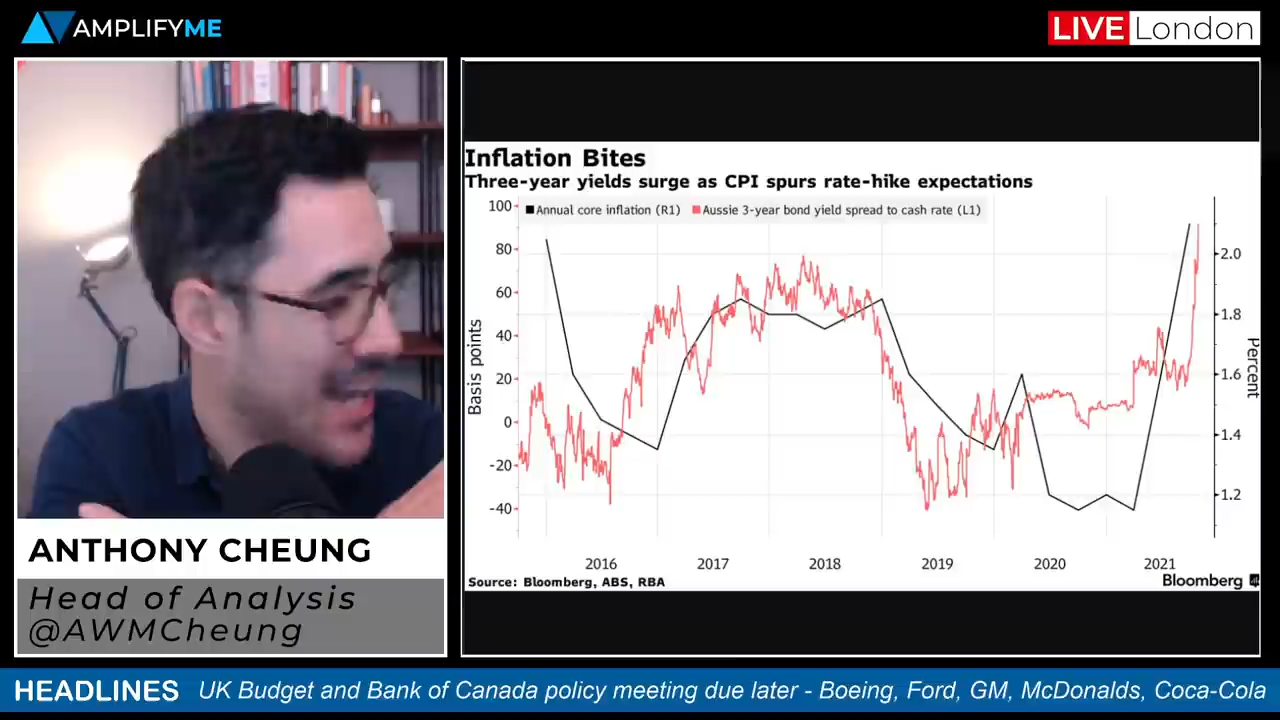 AMPLIFYME
LIVE London
Inflation Bites
Three-year yields surge as CPI spurs rate-hike expectations
Annual core inflation (R1) Aussie 3-year bond yield spread to cash rate (L1)
100
80
60
40
20
0
-20
-40
Basis points
2.0
1.8
1.6
1.4
1.2
Percent
2016 2017 2018 2019 2020 2021
Source: Bloomberg, ABS, RBA
Bloomberg
ANTHONY CHEUNG
Head of Analysis
@AWMCheung
HEADLINES UK Budget and Bank of Canada policy meeting due later - Boeing, Ford, GM, McDonalds, Coca-Cola